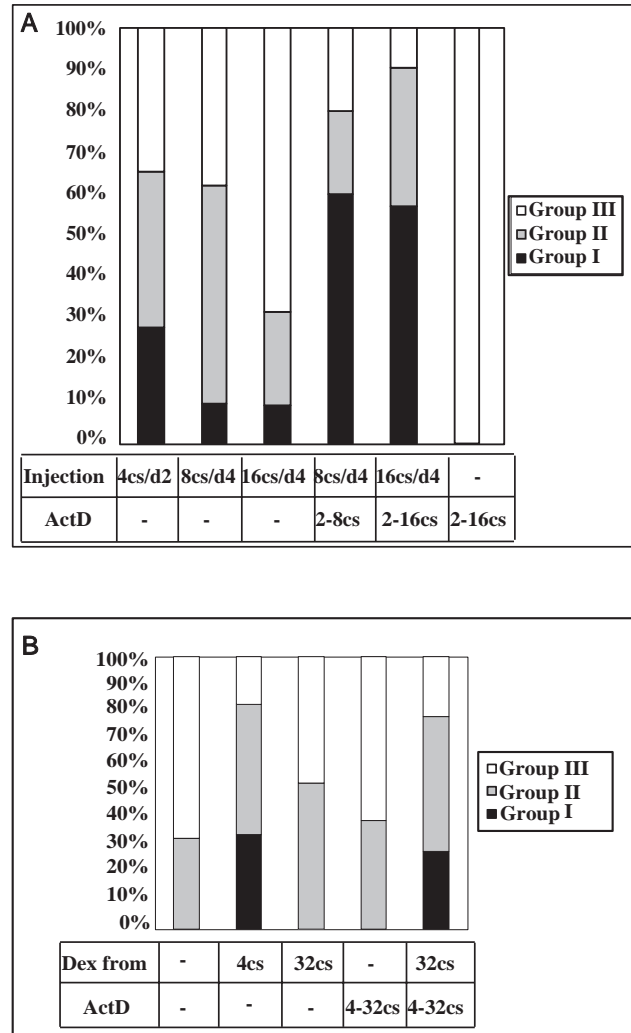 A
100%
90%
80%
70%
60%
50%
40%
30%
20%
10%
0%
Group III
Group II
Group I
Injection 4cs/d2 8cs/d4 16cs/d4 8cs/d4 16cs/d4 -
ActD - - - 2-8cs 2-16cs 2-16cs
B
100%
90%
80%
70%
60%
50%
40%
30%
20%
10%
0%
Group III
Group II
Group I
Dex from - 4cs 32cs - 32cs
ActD - - - 4-32cs 4-32cs